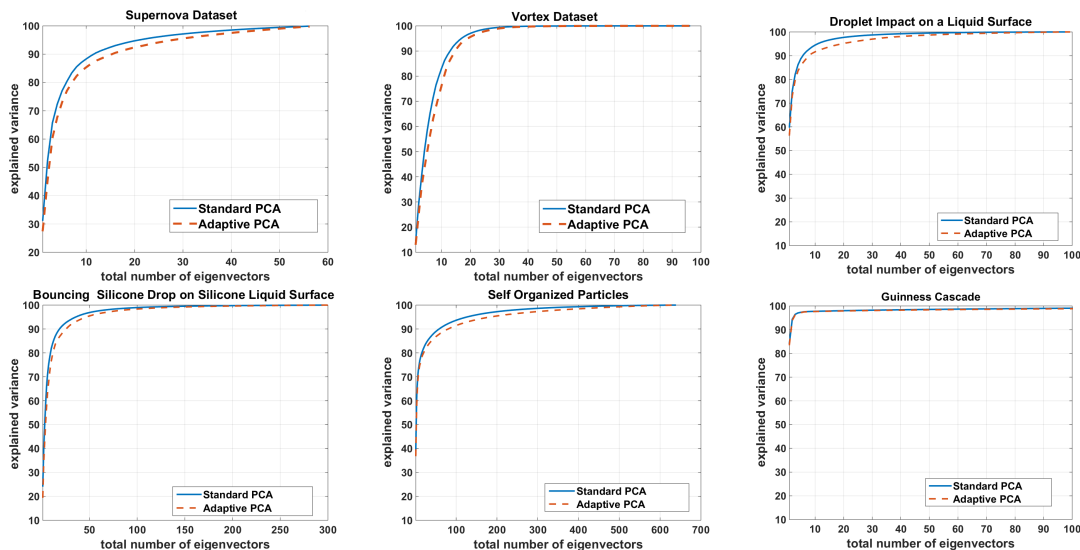 Supernova Dataset
100
90
80
70
60
50
40
30
20
explained variance
10 20 30 40 50 60
total number of eigenvectors
Standard PCA
Adaptive PCA
Vortex Dataset
100
90
80
70
60
50
40
30
20
10
explained variance
10 20 30 40 50 60 70 80 90
total number of eigenvectors
Standard PCA
Adaptive PCA
Droplet Impact on a Liquid Surface
100
90
80
70
60
50
40
30
20
10
explained variance
10 20 30 40 50 60 70 80 90 100
total number of eigenvectors
Standard PCA
Adaptive PCA
Bouncing Silicone Drop on Silicone Liquid Surface
100
90
80
70
60
50
40
30
20
10
explained variance
50 100 150 200 250 300
total number of eigenvectors
Standard PCA
Adaptive PCA
Self Organized Particles
100
90
80
70
60
50
40
30
20
10
explained variance
100 200 300 400 500 600 700
total number of eigenvectors
Standard PCA
Adaptive PCA
Guinness Cascade
100
90
80
70
60
50
40
30
20
10
explained variance
10 20 30 40 50 60 70 80 90 100
total number of eigenvectors
Standard PCA
Adaptive PCA